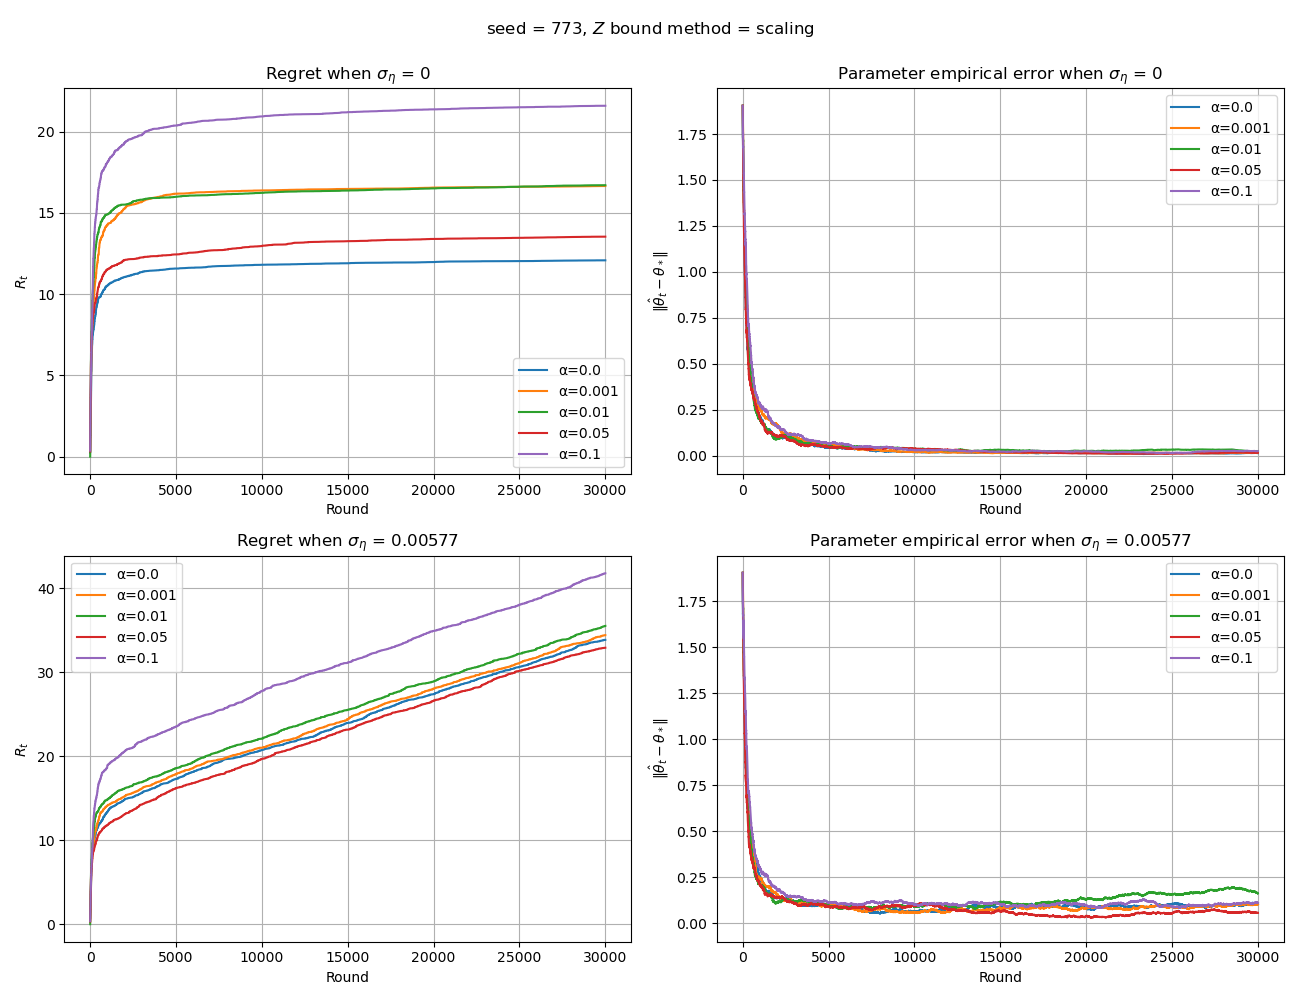 seed = 773, Z bound method = scaling
Regret when σ_η = 0
R_t
20
15
10
5
0
α=0.0
α=0.001
α=0.01
α=0.05
α=0.1
0 5000 10000 15000 20000 25000 30000
Round
Parameter empirical error when σ_η = 0
‖θ̂_t − θ_*‖
1.75
1.50
1.25
1.00
0.75
0.50
0.25
0.00
α=0.0
α=0.001
α=0.01
α=0.05
α=0.1
0 5000 10000 15000 20000 25000 30000
Round
Regret when σ_η = 0.00577
R_t
40
30
20
10
0
α=0.0
α=0.001
α=0.01
α=0.05
α=0.1
0 5000 10000 15000 20000 25000 30000
Round
Parameter empirical error when σ_η = 0.00577
‖θ̂_t − θ_*‖
1.75
1.50
1.25
1.00
0.75
0.50
0.25
0.00
α=0.0
α=0.001
α=0.01
α=0.05
α=0.1
0 5000 10000 15000 20000 25000 30000
Round